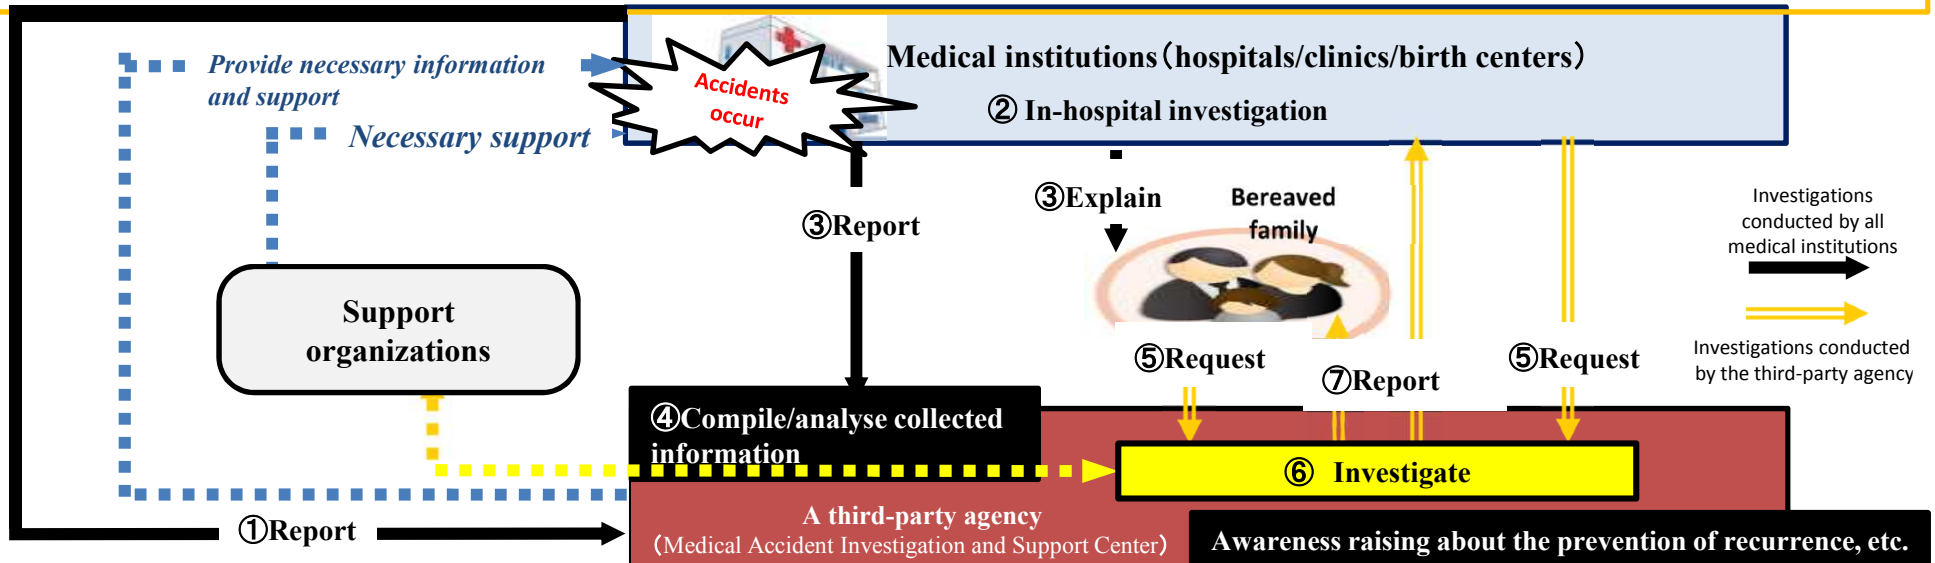 Medical institutions（hospitals/clinics/birth centers）
Provide necessary information
and support
Accidents
occur
② In-hospital investigation
Necessary support
③Report
③Explain
Bereaved
family
Investigations
conducted by all
medical institutions
Support
organizations
⑤Request
⑦Report
⑤Request
Investigations conducted
by the third-party agency
④Compile/analyse collected
information
⑥ Investigate
①Report
A third-party agency
（Medical Accident Investigation and Support Center）
Awareness raising about the prevention of recurrence, etc.